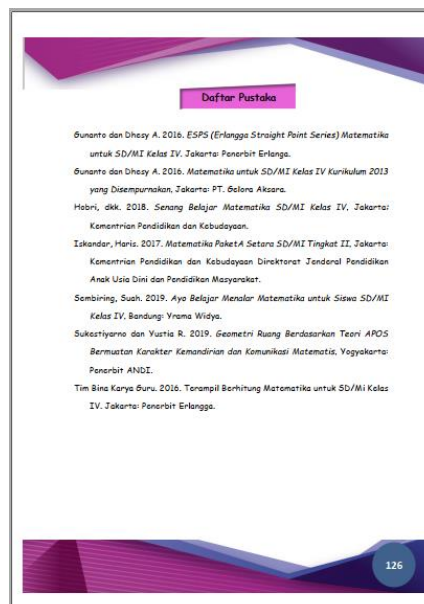 Daftar Pustaka
Gunanto dan Dhesy A. 2016. ESPS (Erlangga Straight Point Series) Matematika
untuk SD/MI Kelas IV. Jakarta: Penerbit Erlanga.
Gunanto dan Dhesy A. 2016. Matematika untuk SD/MI Kelas IV Kurikulum 2013
yang Disempurnakan, Jakarta: PT. Gelora Aksara.
Hobri, dkk. 2018. Senang Belajar Matematika SD/MI Kelas IV, Jakarta:
Kementrian Pendidikan dan Kebudayaan.
Iskandar, Haris. 2017. Matematika PaketA Setara SD/MI Tingkat II, Jakarta:
Kementrian Pendidikan dan Kebudayaan Direktorat Jenderal Pendidikan
Anak Usia Dini dan Pendidikan Masyarakat.
Sembiring, Suah. 2019. Ayo Belajar Menalar Matematika untuk Siswa SD/MI
Kelas IV, Bandung: Yrama Widya.
Sukestiyarno dan Yustia R. 2019. Geometri Ruang Berdasarkan Teori APOS
Bermuatan Karakter Kemandirian dan Komunikasi Matematis, Yogyakarta:
Penerbit ANDI.
Tim Bina Karya Guru. 2016. Terampil Berhitung Matematika untuk SD/Mi Kelas
IV. Jakarta: Penerbit Erlangga.
126